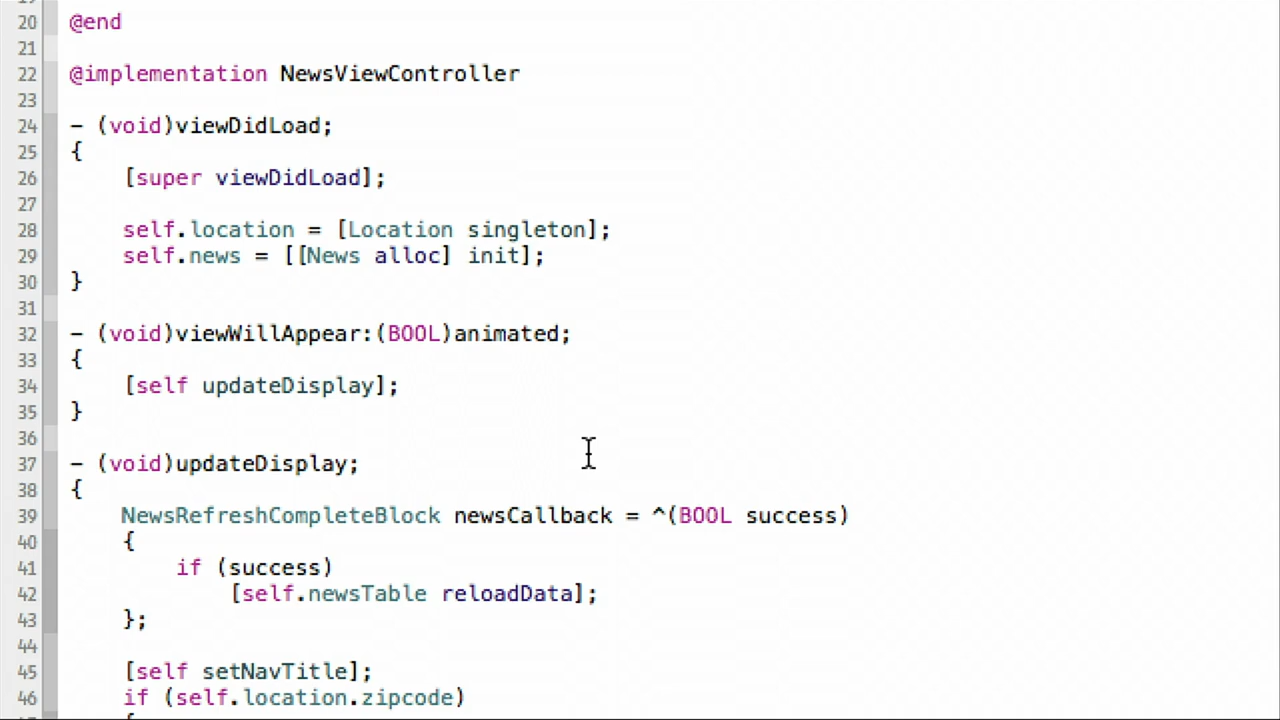 20 @end
21
22 @implementation NewsViewController
23
24 - (void)viewDidLoad;
25 {
26     [super viewDidLoad];
27
28     self.location = [Location singleton];
29     self.news = [[News alloc] init];
30 }
31
32 - (void)viewWillAppear:(BOOL)animated;
33 {
34     [self updateDisplay];
35 }
36
37 - (void)updateDisplay;
38 {
39     NewsRefreshCompleteBlock newsCallback = ^(BOOL success)
40     {
41         if (success)
42             [self.newsTable reloadData];
43     };
44
45     [self setNavTitle];
46     if (self.location.zipcode)